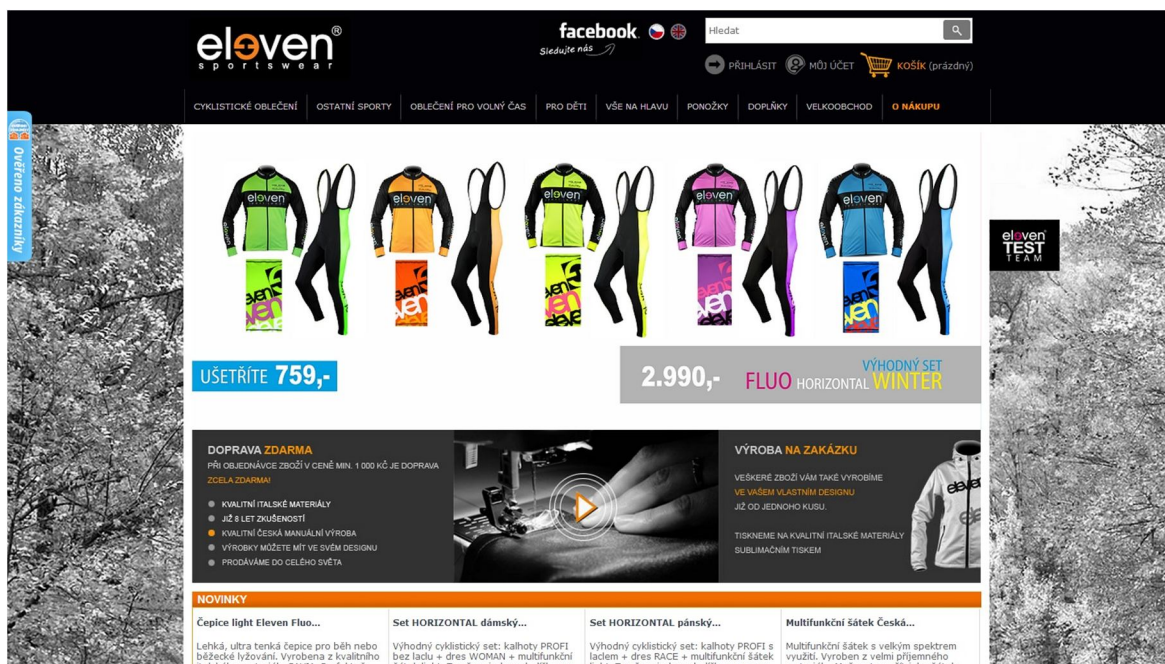 eleven®
sportswear
facebook.
Sledujte nás
Hledat
PŘIHLÁSIT
MŮJ ÚČET
KOŠÍK (prázdný)
CYKLISTICKÉ OBLEČENÍ
OSTATNÍ SPORTY
OBLEČENÍ PRO VOLNÝ ČAS
PRO DĚTI
VŠE NA HLAVU
PONOŽKY
DOPLŇKY
VELKOOBCHOD
O NÁKUPU
Ověřeno zákazníky
eleven
eleven
eleven
eleven
eleven
eleven
TEST
TEAM
UŠETŘÍTE 759,-
2.990,-
VÝHODNÝ SET
FLUO HORIZONTAL WINTER
DOPRAVA ZDARMA
PŘI OBJEDNÁVCE ZBOŽÍ V CENĚ MIN. 1 000 KČ JE DOPRAVA
ZCELA ZDARMA!
KVALITNÍ ITALSKÉ MATERIÁLY
JIŽ 8 LET ZKUŠENOSTÍ
KVALITNÍ ČESKÁ MANUÁLNÍ VÝROBA
VÝROBKY MŮŽETE MÍT VE SVÉM DESIGNU
PRODÁVÁME DO CELÉHO SVĚTA
VÝROBA NA ZAKÁZKU
VEŠKERÉ ZBOŽÍ VÁM TAKÉ VYROBÍME
VE VAŠEM VLASTNÍM DESIGNU
JIŽ OD JEDNOHO KUSU.
TISKNEME NA KVALITNÍ ITALSKÉ MATERIÁLY
SUBLIMAČNÍM TISKEM
NOVINKY
Čepice light Eleven Fluo...
Lehká, ultra tenká čepice pro běh nebo
běžecké lyžování. Vyrobena z kvalitního
Set HORIZONTAL dámský...
Výhodný cyklistický set: kalhoty PROFI
bez laclu + dres WOMAN + multifunkční
Set HORIZONTAL pánský...
Výhodný cyklistický set: kalhoty PROFI s
laclem + dres RACE + multifunkční šátek
Multifunkční šátek Česká...
Multifunkční šátek s velkým spektrem
využití. Vyroben z velmi příjemného